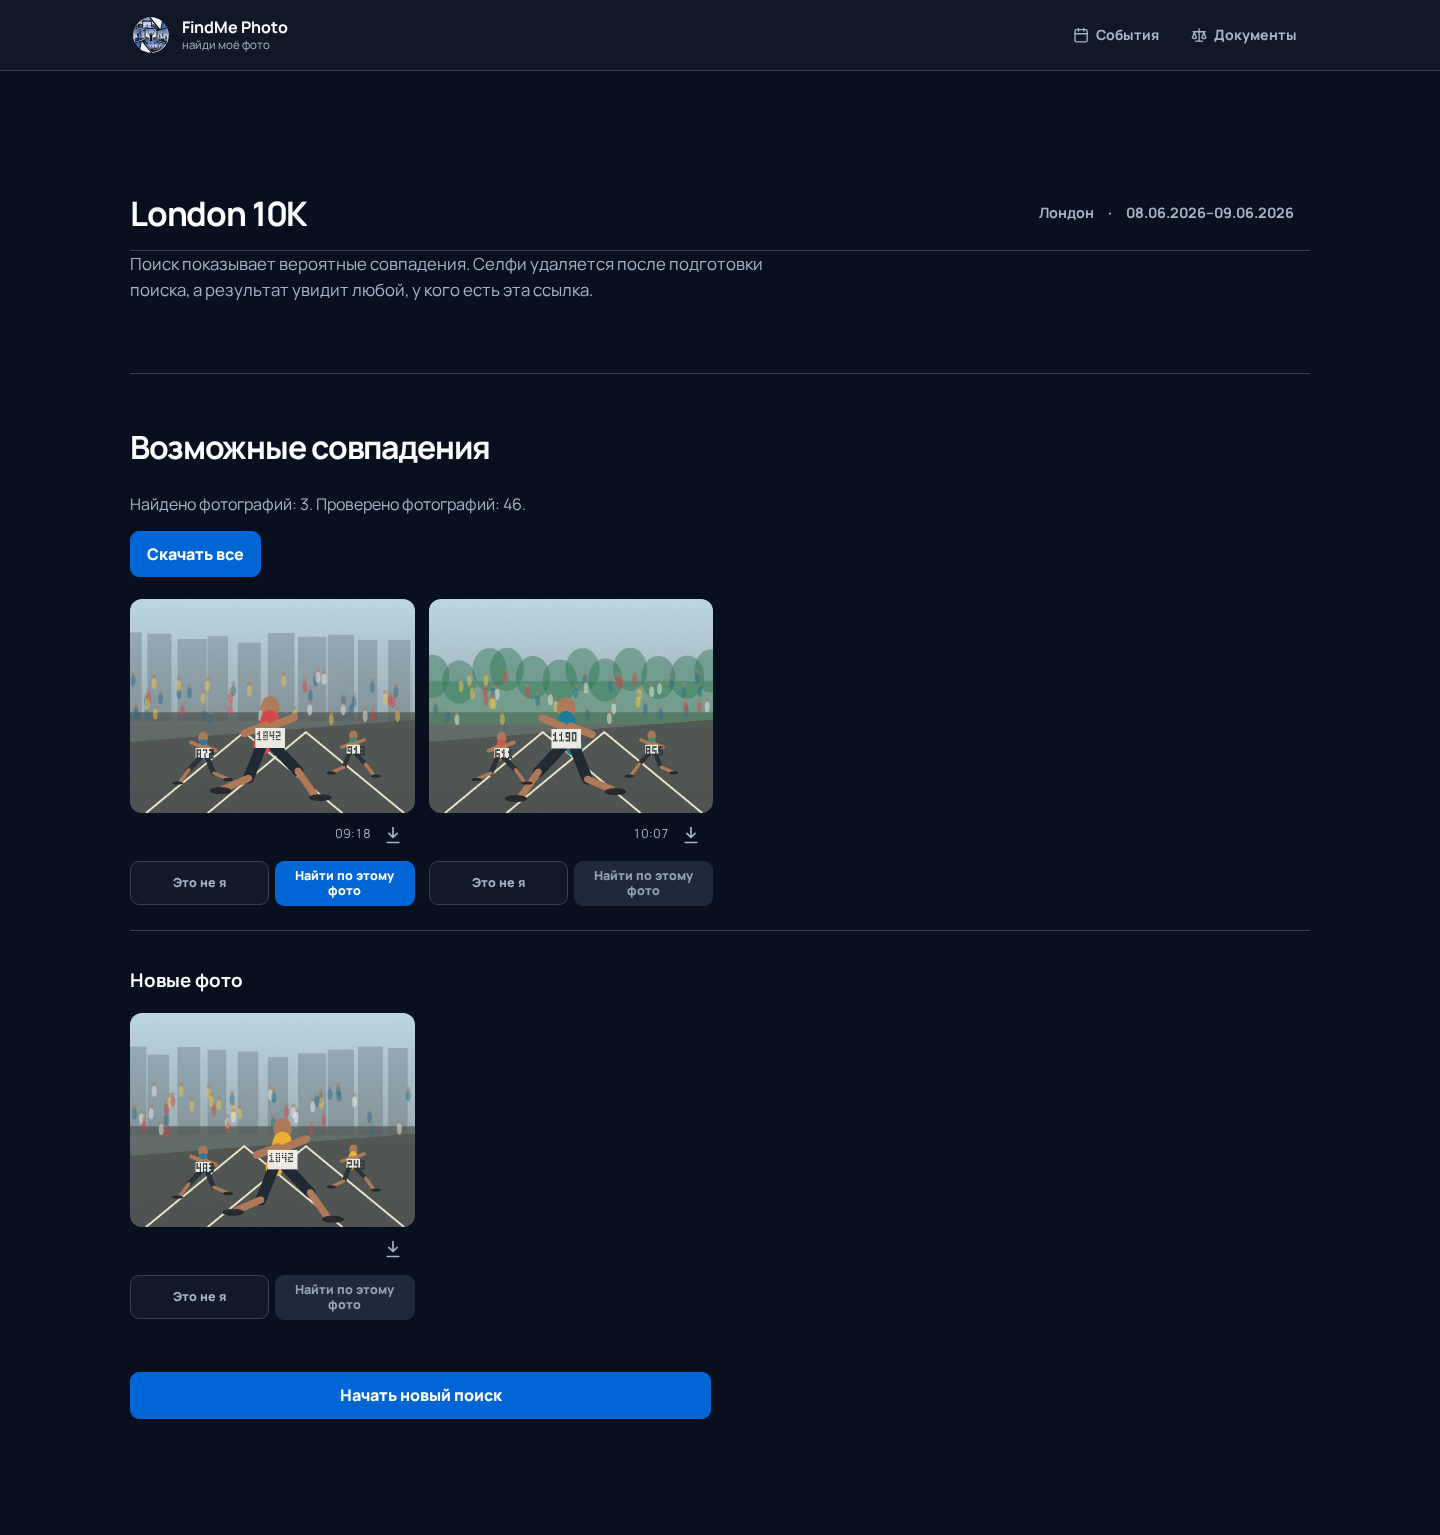 FindMe Photo
найди моё фото
События
Документы
London 10K
Лондон · 08.06.2026–09.06.2026
Поиск показывает вероятные совпадения. Селфи удаляется после подготовки
поиска, а результат увидит любой, у кого есть эта ссылка.
Возможные совпадения
Найдено фотографий: 3. Проверено фотографий: 46.
Скачать все
1042
1190
09:18
10:07
Это не я
Найти по этому
фото
Это не я
Найти по этому
фото
Новые фото
1042
Это не я
Найти по этому
фото
Начать новый поиск